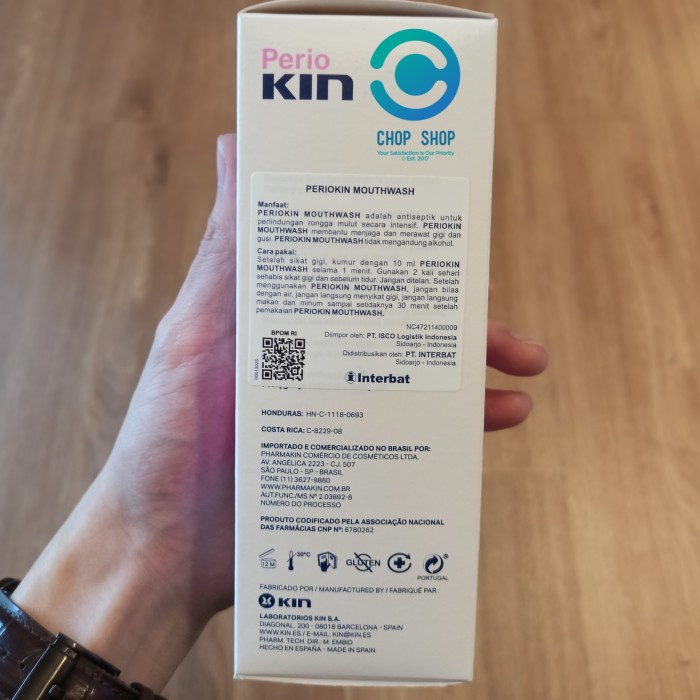 Perio
KIN
CHOP SHOP
Your Satisfaction is Our Priority
Est. 2017
PERIOKIN MOUTHWASH
Manfaat:
PERIOKIN MOUTHWASH adalah antiseptik untuk
perlindungan rongga mulut secara intensif. PERIOKIN
MOUTHWASH membantu menjaga dan merawat gigi dan
gusi. PERIOKIN MOUTHWASH tidak mengandung alkohol.
Cara pakai:
Setelah sikat gigi, kumur dengan 10 ml PERIOKIN
MOUTHWASH selama 1 menit. Gunakan 2 kali sehari
sehabis sikat gigi dan sebelum tidur. Jangan ditelan. Setelah
menggunakan PERIOKIN MOUTHWASH, jangan bilas
dengan air, jangan langsung menyikat gigi, jangan langsung
makan dan minum sampai setidaknya 30 menit setelah
pemakaian PERIOKIN MOUTHWASH.
NC47211400009
BPOM RI
Diimpor oleh: PT. ISCO Logistik Indonesia
Sidoarjo - Indonesia
Didistribusikan oleh: PT. INTERBAT
Sidoarjo - Indonesia
Interbat
HONDURAS: HN-C-1118-0693
COSTA RICA: C-8229-08
IMPORTADO E COMERCIALIZADO NO BRASIL POR:
PHARMAKIN COMÉRCIO DE COSMÉTICOS LTDA.
AV. ANGÉLICA 2223 - CJ. 507
SÃO PAULO - SP - BRASIL
FONE (11) 3627-9860
WWW.PHARMAKIN.COM.BR
AUT.FUNC./MS Nº 2.03892-8
NÚMERO DO PROCESSO
PRODUTO CODIFICADO PELA ASSOCIAÇÃO NACIONAL
DAS FARMÁCIAS CNP Nº: 6780262
12 M
30ºC
GLUTEN
PORTUGAL
FABRICADO POR / MANUFACTURED BY / FABRIQUÉ PAR :
KIN
LABORATORIOS KIN S.A.
DIAGONAL, 200 - 08018 BARCELONA - SPAIN
WWW.KIN.ES / E-MAIL: KIN@KIN.ES
PHARM. TECH. DIR.: M. EMBID
HECHO EN ESPAÑA - MADE IN SPAIN